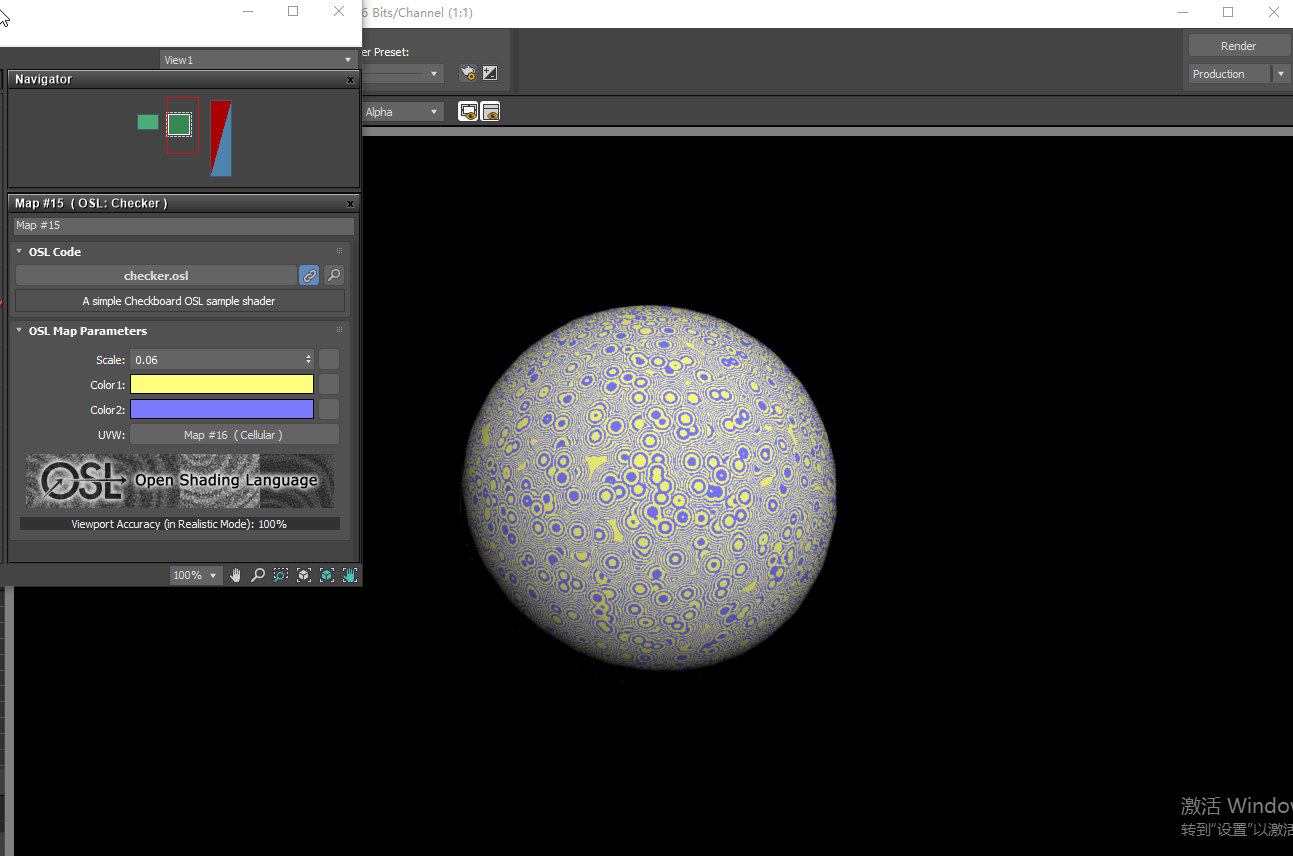 6 Bits/Channel (1:1)
View1
er Preset:
Render
Production
Navigator
Alpha
Map #15 ( OSL: Checker )
Map #15
OSL Code
checker.osl
A simple Checkboard OSL sample shader
OSL Map Parameters
Scale: 0.06
Color1:
Color2:
UVW: Map #16 ( Cellular )
OSL Open Shading Language
Viewport Accuracy (in Realistic Mode): 100%
100%
激活 Windo
转到"设置"以激活